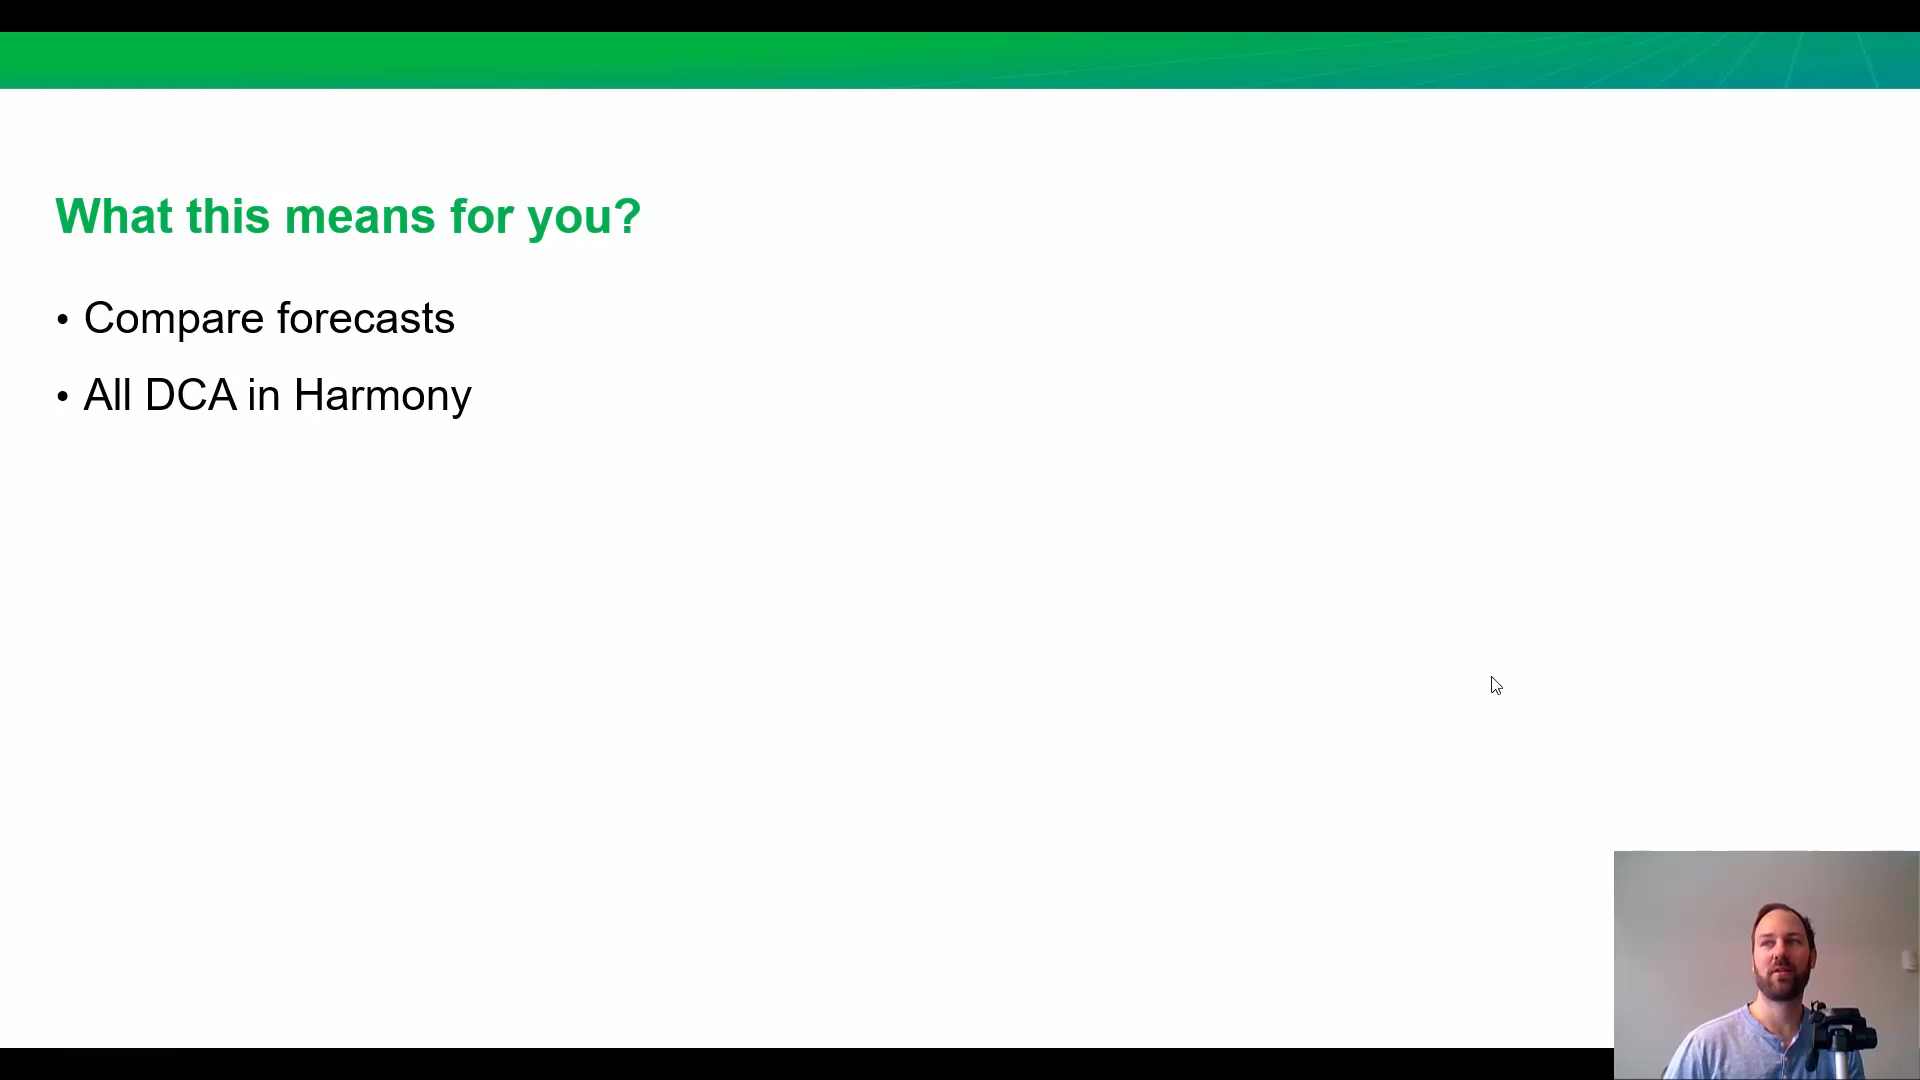 What this means for you?
• Compare forecasts
• All DCA in Harmony